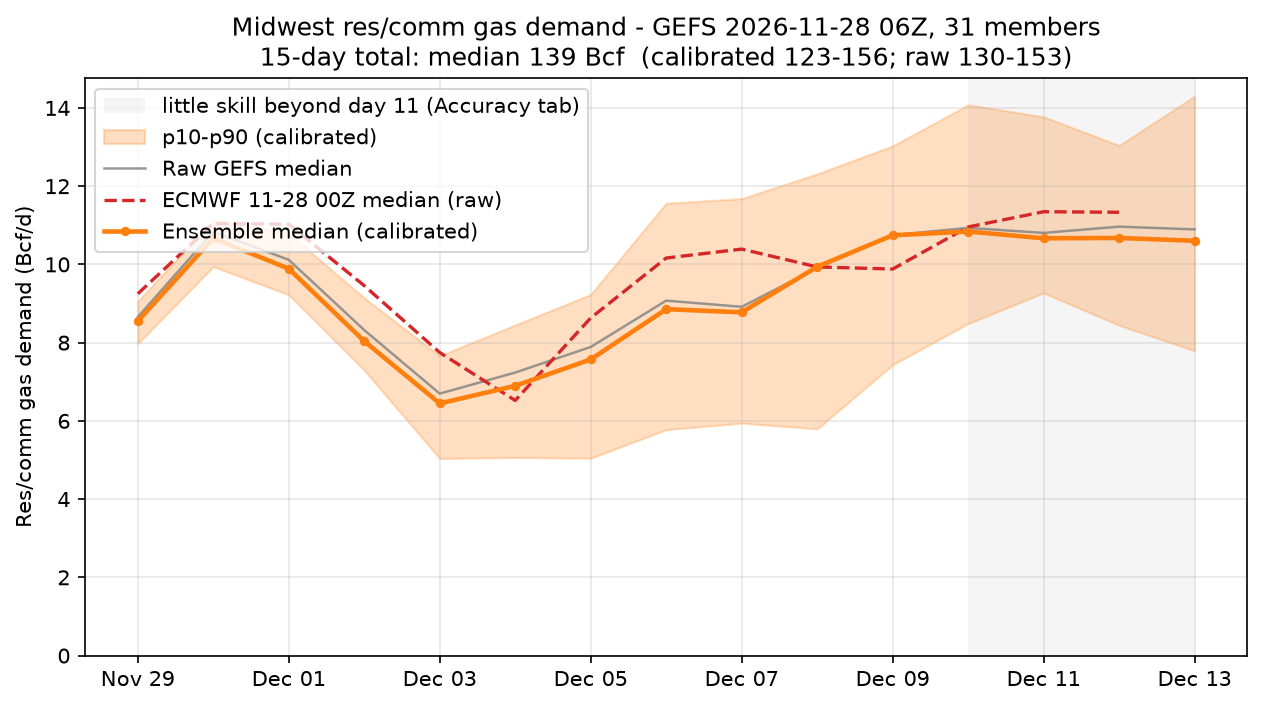 Midwest res/comm gas demand - GEFS 2026-11-28 06Z, 31 members
15-day total: median 139 Bcf  (calibrated 123-156; raw 130-153)
little skill beyond day 11 (Accuracy tab)
p10-p90 (calibrated)
Raw GEFS median
ECMWF 11-28 00Z median (raw)
Ensemble median (calibrated)
Res/comm gas demand (Bcf/d)
14
12
10
8
6
4
2
0
Nov 29
Dec 01
Dec 03
Dec 05
Dec 07
Dec 09
Dec 11
Dec 13